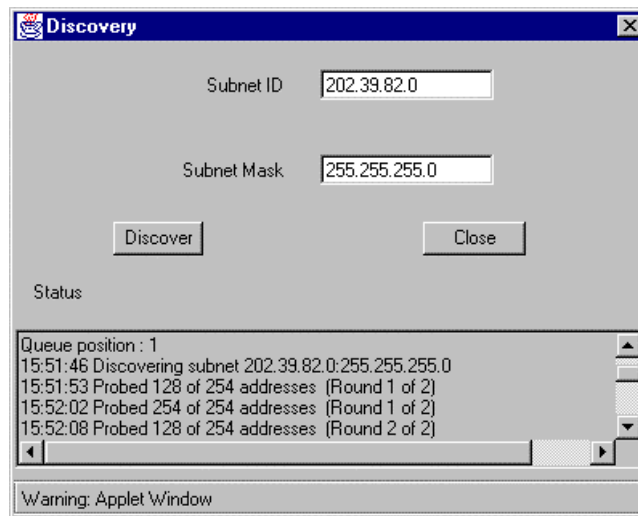 Discovery
Subnet ID 202.39.82.0
Subnet Mask 255.255.255.0
Discover Close
Status
Queue position : 1
15:51:46 Discovering subnet 202.39.82.0:255.255.255.0
15:51:53 Probed 128 of 254 addresses (Round 1 of 2)
15:52:02 Probed 254 of 254 addresses (Round 1 of 2)
15:52:08 Probed 128 of 254 addresses (Round 2 of 2)
Warning: Applet Window